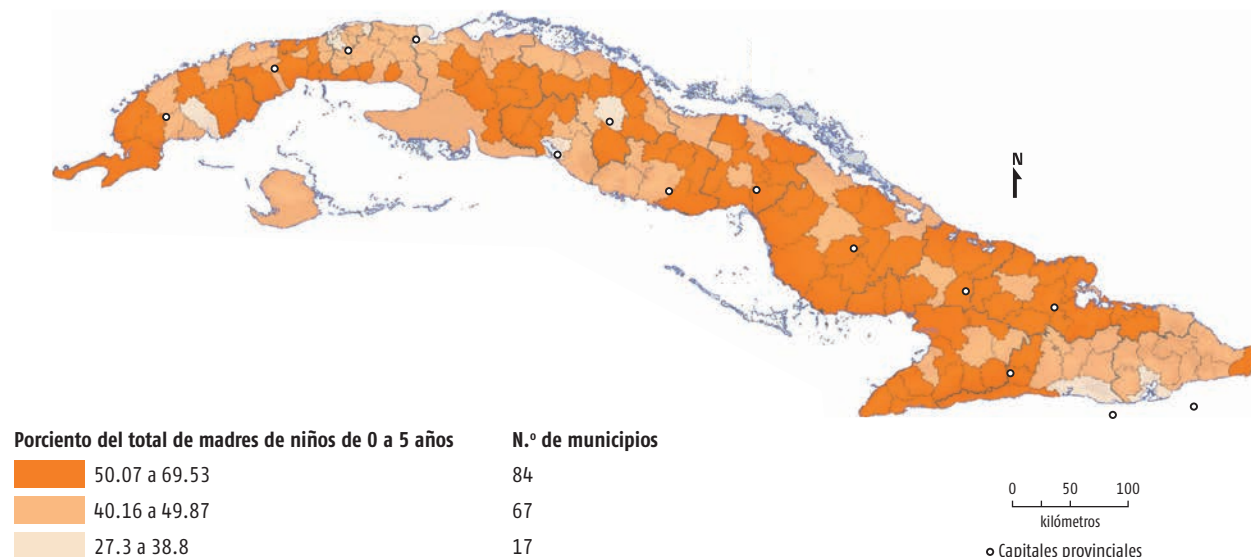 N
Porciento del total de madres de niños de 0 a 5 años N.º de municipios
50.07 a 69.53 84
40.16 a 49.87 67
27.3 a 38.8 17
0 50 100
kilómetros
Capitales provinciales